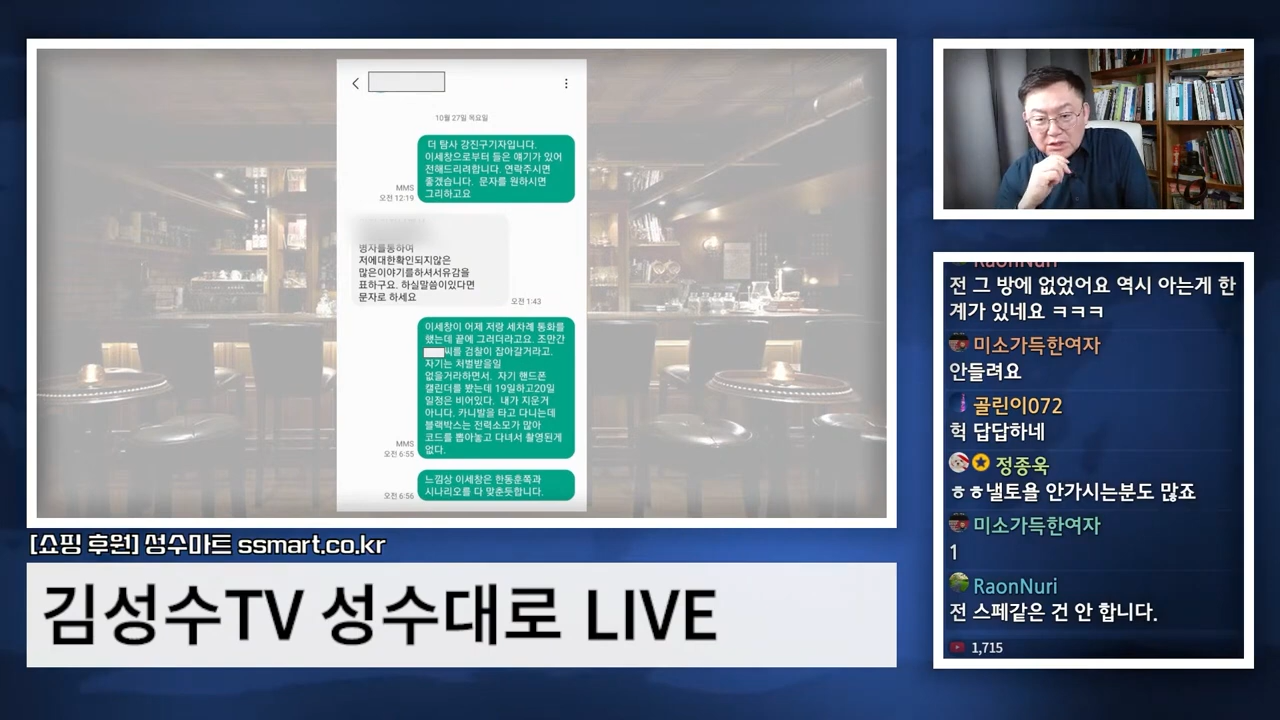 10월 27일 목요일
더 탐사 강진구기자입니다.
이세창으로부터 들은 얘기가 있어
전해드리려합니다. 연락주시면
좋겠습니다. 문자를 원하시면
그리하고요
MMS
오전 12:19
당자를통하여
저에대한확인되지않은
많은이야기를하셔서유감을
표하구요. 하실말씀이있다면
문자로 하세요
오전 1:43
이세창이 어제 저랑 세차례 통화를
했는데 끝에 그러더라고요. 조만간
씨를 검찰이 잡아갈거라고.
자기는 처벌받을일
없을거라하면서. 자기 핸드폰
캘린더를 봤는데 19일하고20일
일정은 비어있다. 내가 지운거
아니다. 카니발을 타고 다니는데
블랙박스는 전력소모가 많아
코드를 뽑아놓고 다녀서 촬영된게
없다.
MMS
오전 6:55
느낌상 이세창은 한동훈쪽과
시나리오를 다 맞춘듯합니다.
오전 6:56
[쇼핑 후원] 성수마트 ssmart.co.kr
김성수TV 성수대로 LIVE
RaonNuri
전 그 방에 없었어요 역시 아는게 한
계가 있네요 ㅋㅋㅋ
미소가득한여자
안들려요
골린이072
헉 답답하네
정종욱
ㅎㅎ낼토욜 안가시는분도 많죠
미소가득한여자
1
RaonNuri
전 스페같은 건 안 합니다.
1,715